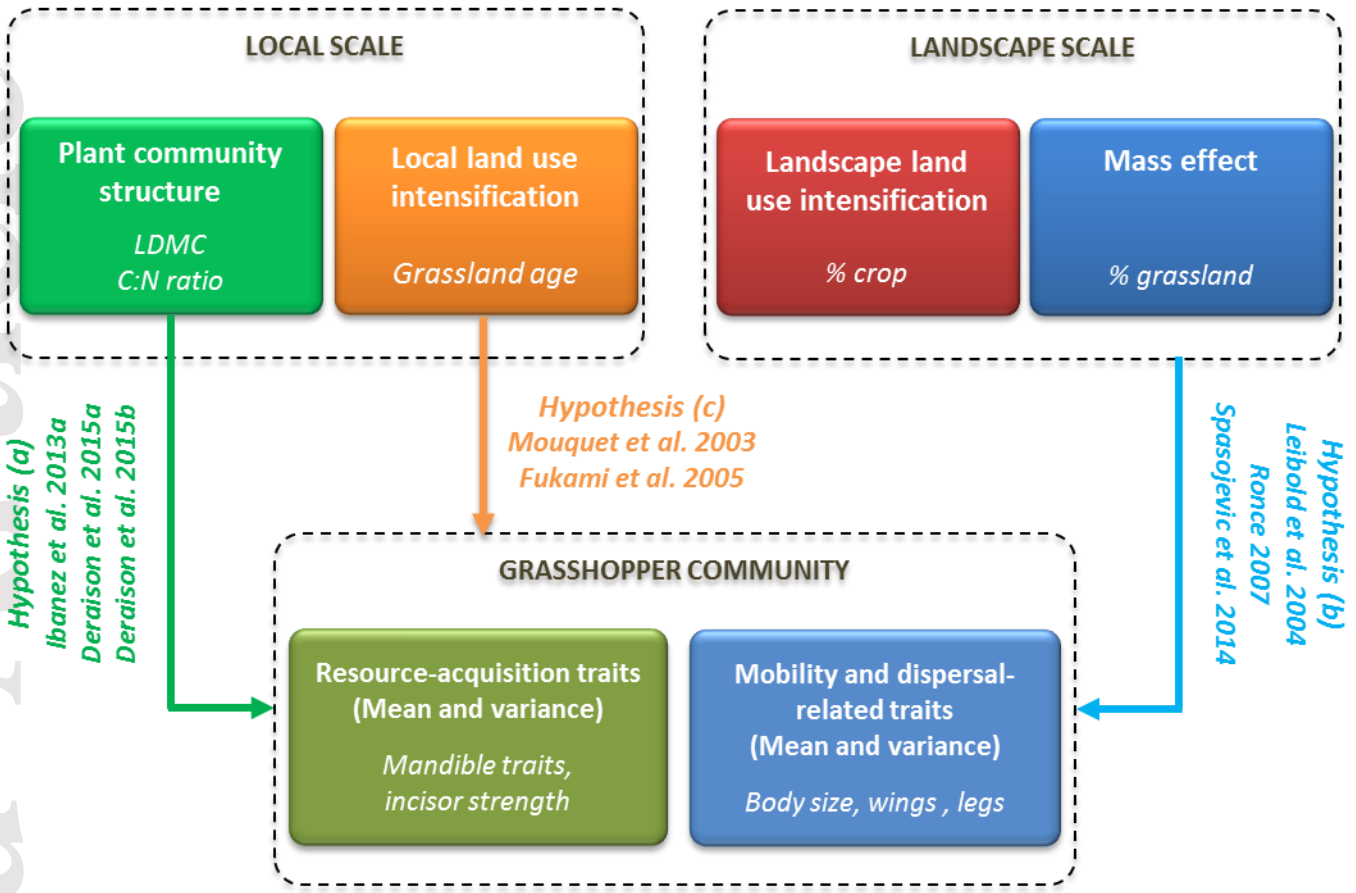 LOCAL SCALE
Plant community
structure
LDMC
C:N ratio
Local land use
intensification
Grassland age
LANDSCAPE SCALE
Landscape land
use intensification
% crop
Mass effect
% grassland
Hypothesis (a)
Ibanez et al. 2013a
Deraison et al. 2015a
Deraison et al. 2015b
Hypothesis (c)
Mouquet et al. 2003
Fukami et al. 2005
Hypothesis (b)
Leibold et al. 2004
Ronce 2007
Spasojevic et al. 2014
GRASSHOPPER COMMUNITY
Resource-acquisition traits
(Mean and variance)
Mandible traits,
incisor strength
Mobility and dispersal-
related traits
(Mean and variance)
Body size, wings , legs